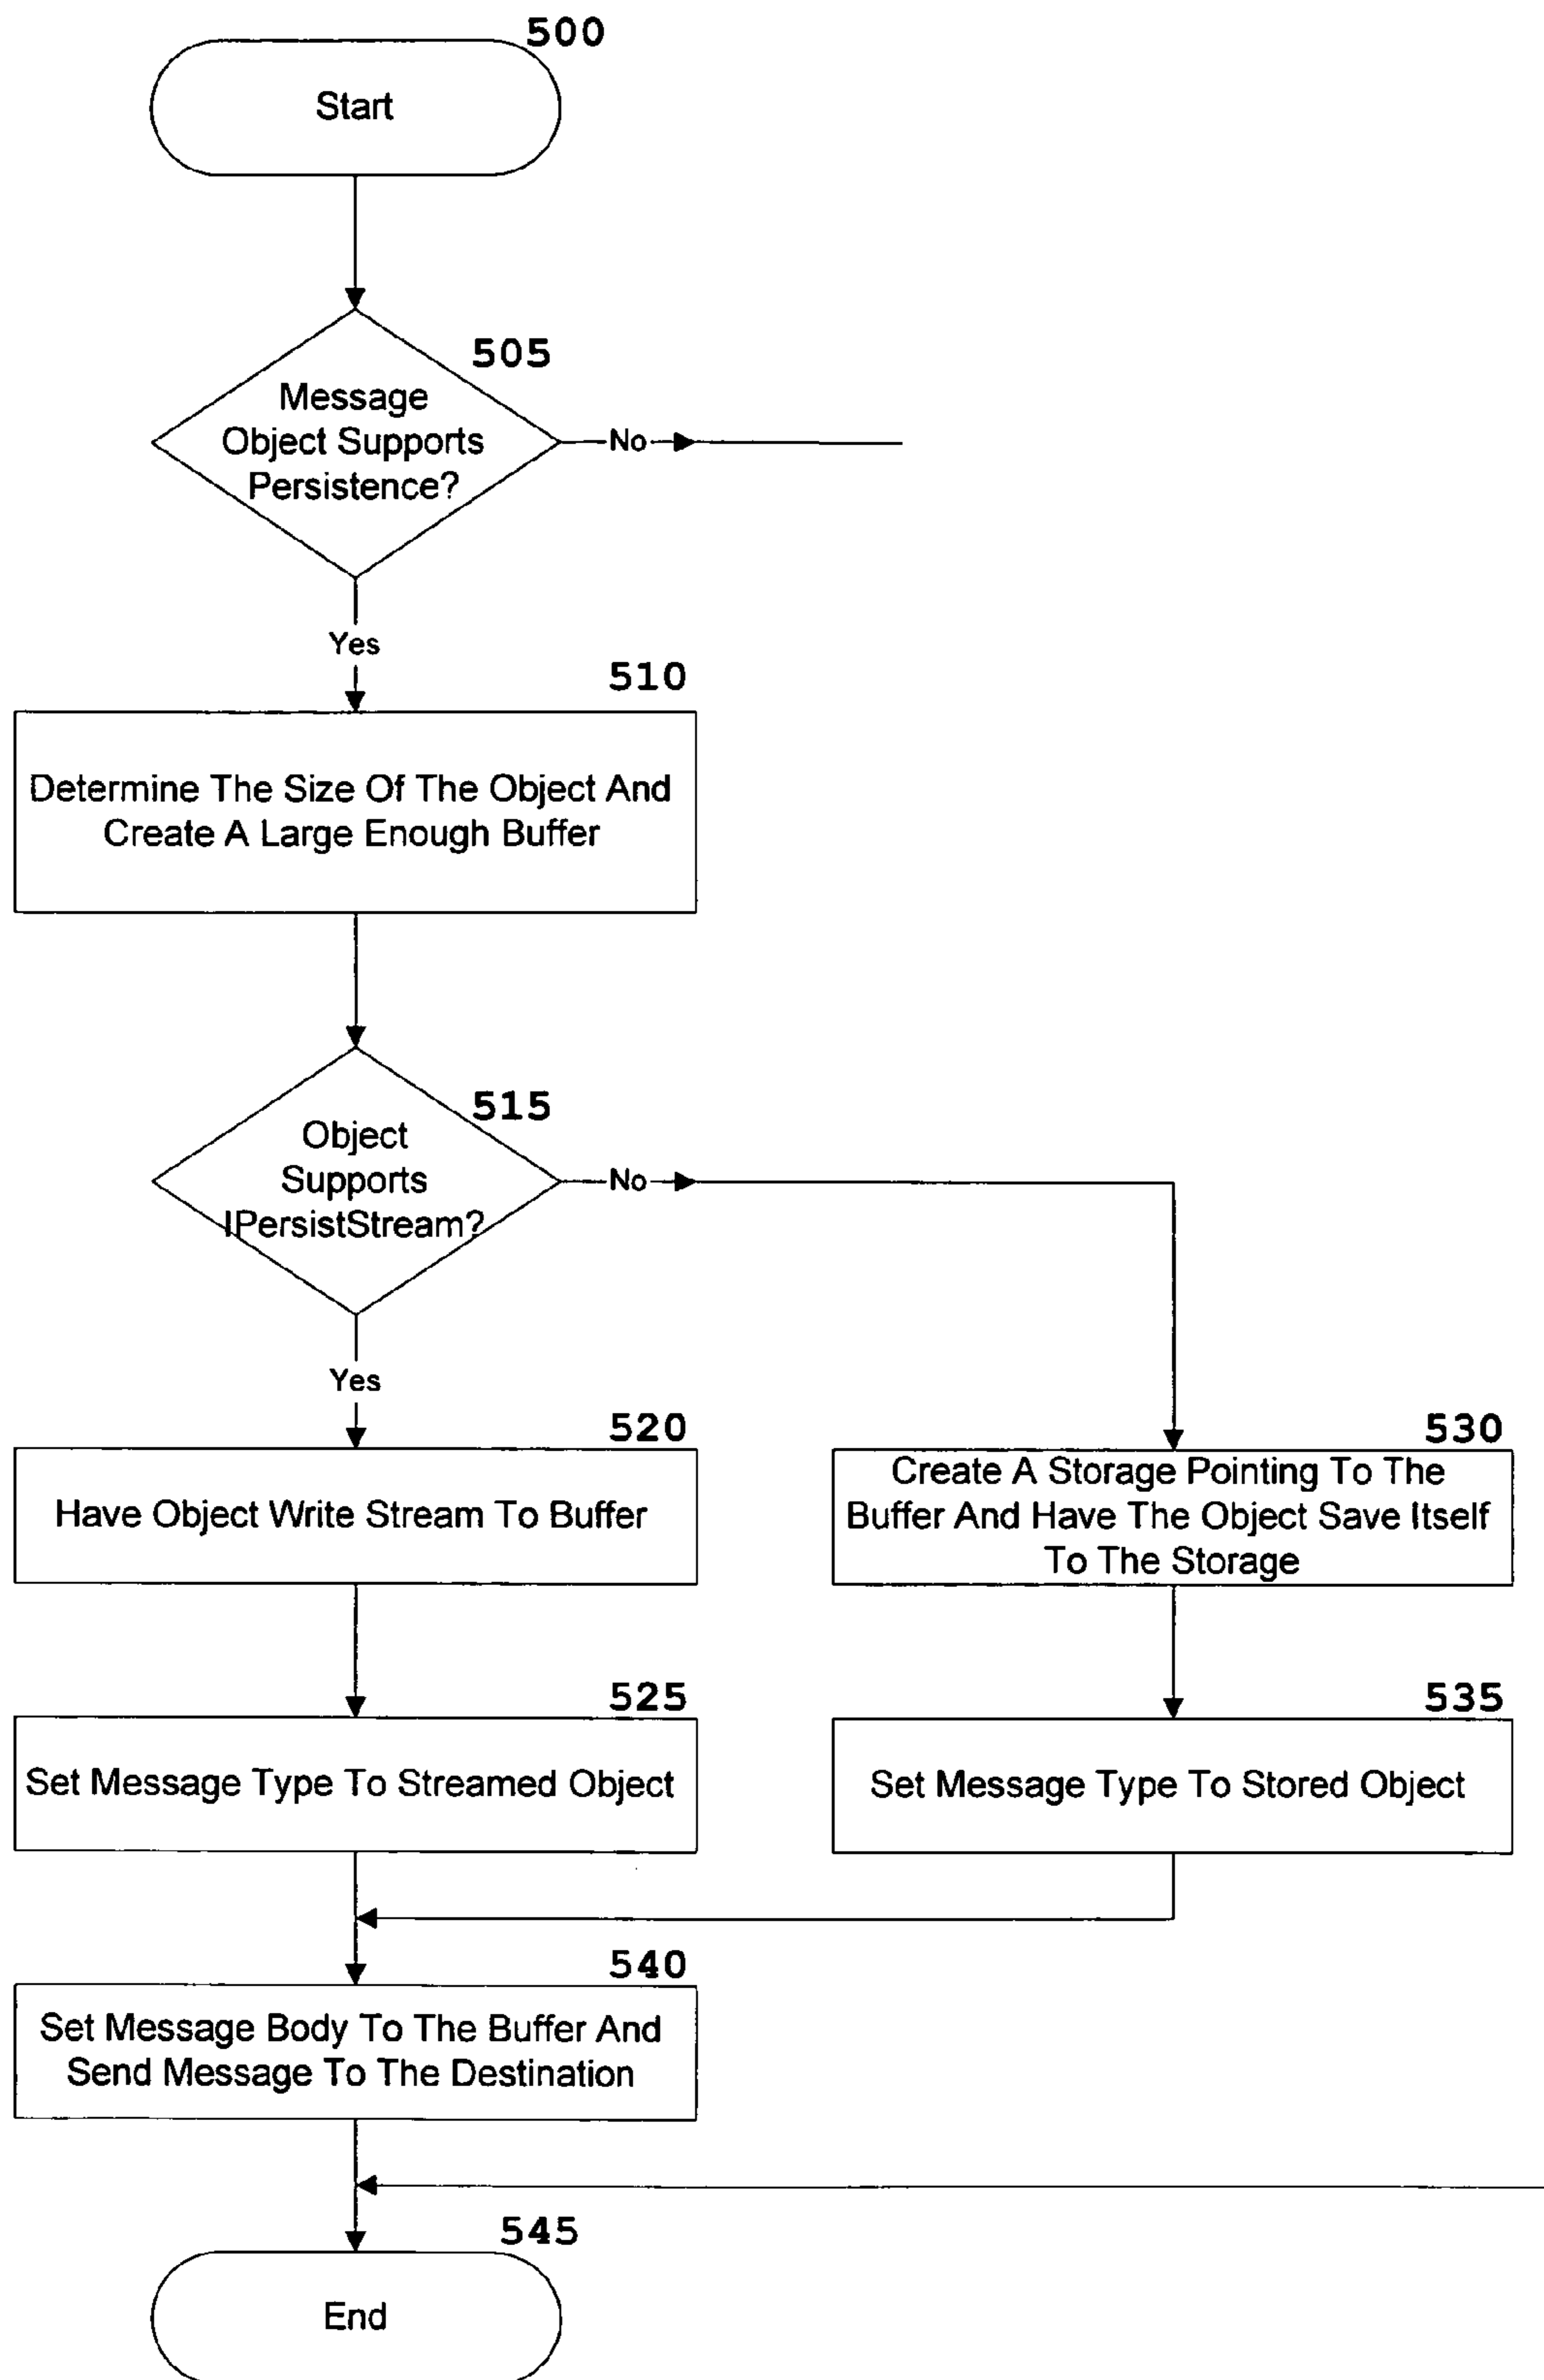 500
Start
505
Message
Object Supports
Persistence?
No
Yes
510
Determine The Size Of The Object And
Create A Large Enough Buffer
515
Object
Supports
IPersistStream?
No
Yes
520
Have Object Write Stream To Buffer
530
Create A Storage Pointing To The
Buffer And Have The Object Save Itself
To The Storage
525
Set Message Type To Streamed Object
535
Set Message Type To Stored Object
540
Set Message Body To The Buffer And
Send Message To The Destination
545
End